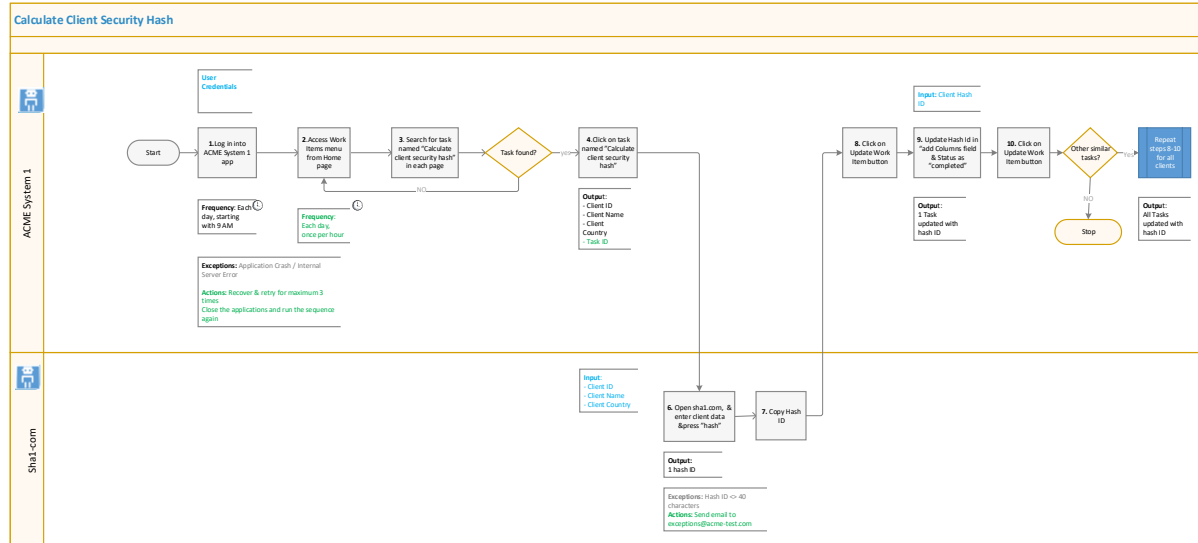 Calculate Client Security Hash
ACME System 1
User
Credentials
Start
1.Log in into
ACME System 1
app
2.Access Work
Items menu
from Home
page
3. Search for task
named "Calculate
client security hash"
in each page
Task found?
yes
NO
4.Click on task
named "Calculate
client security
hash"
Frequency: Each
day, starting
with 9 AM
Frequency:
Each day,
once per hour
Output:
- Client ID
- Client Name
- Client
Country
- Task ID
Exceptions: Application Crash / Internal
Server Error
Actions: Recover & retry for maximum 3
times
Close the applications and run the sequence
again
Input: Client Hash
ID
8. Click on
Update Work
Item button
9. Update Hash Id in
"add Columns field
& Status as
"completed"
10. Click on
Update Work
Item button
Other similar
tasks?
Yes
Repeat
steps 8-10
for all
clients
NO
Stop
Output:
1 Task
updated with
hash ID
Output:
All Tasks
updated with
hash ID
Sha1-com
Input:
- Client ID
- Client Name
- Client Country
6. Open sha1.com, &
enter client data
&press "hash"
7. Copy Hash
ID
Output:
1 hash ID
Exceptions: Hash ID <> 40
characters
Actions: Send email to
exceptions@acme-test.com